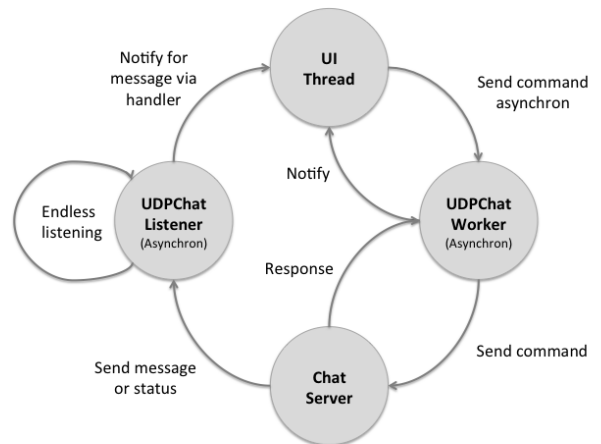 Notify for
message via
handler
UI
Thread
Send command
asynchron
UDPChat
Listener
(Asynchron)
Endless
listening
Notify
UDPChat
Worker
(Asynchron)
Response
Send message
or status
Chat
Server
Send command